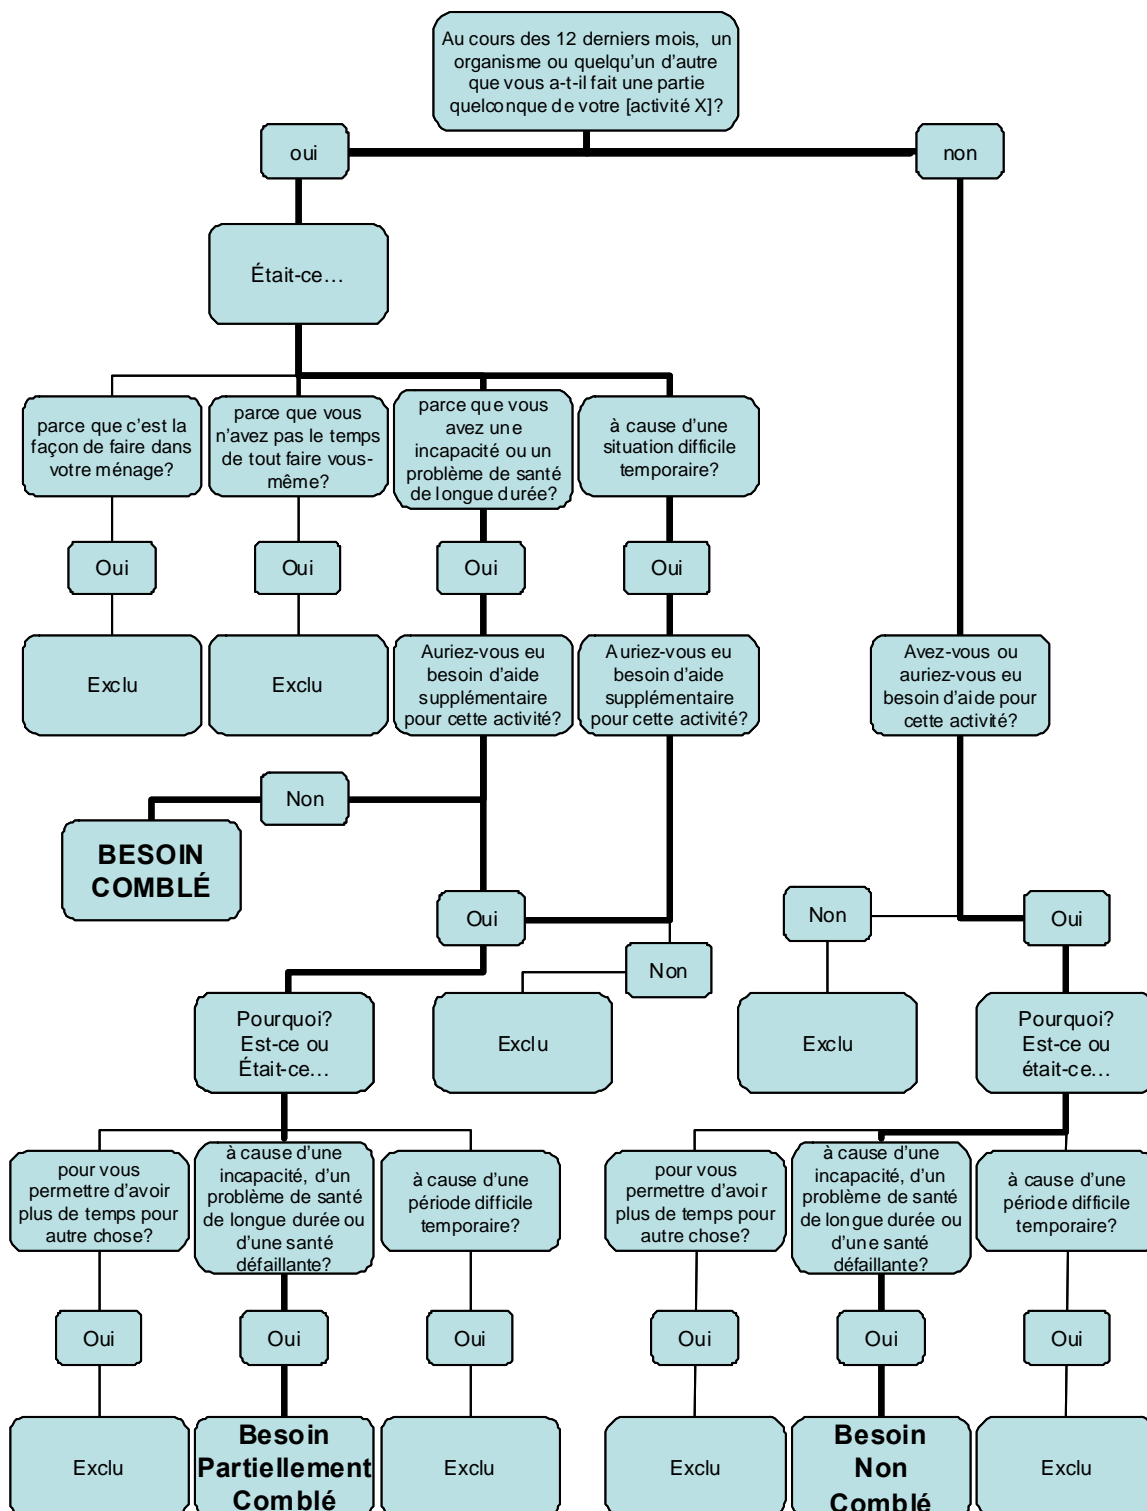 Au cours des 12 derniers mois, un
organisme ou quelqu'un d'autre
que vous a-t-il fait une partie
quelconque de votre [activité X]?
oui
non
Était-ce…
parce que c'est la
façon de faire dans
votre ménage?
parce que vous
n'avez pas le temps
de tout faire vous-
même?
parce que vous
avez une
incapacité ou un
problème de santé
de longue durée?
à cause d'une
situation difficile
temporaire?
Oui
Oui
Oui
Oui
Exclu
Exclu
Auriez-vous eu
besoin d'aide
supplémentaire
pour cette activité?
Auriez-vous eu
besoin d'aide
supplémentaire
pour cette activité?
Avez-vous ou
auriez-vous eu
besoin d'aide pour
cette activité?
Non
BESOIN
COMBLÉ
Oui
Non
Non
Oui
Pourquoi?
Est-ce ou
Était-ce…
Exclu
Exclu
Pourquoi?
Est-ce ou
était-ce…
pour vous
permettre d'avoir
plus de temps pour
autre chose?
à cause d'une
incapacité, d'un
problème de santé
de longue durée ou
d'une santé
défaillante?
à cause d'une
période difficile
temporaire?
pour vous
permettre d'avoir
plus de temps pour
autre chose?
à cause d'une
incapacité, d'un
problème de santé
de longue durée ou
d'une santé
défaillante?
à cause d'une
période difficile
temporaire?
Oui
Oui
Oui
Oui
Oui
Oui
Exclu
Besoin
Partiellement
Comblé
Exclu
Exclu
Besoin
Non
Comblé
Exclu